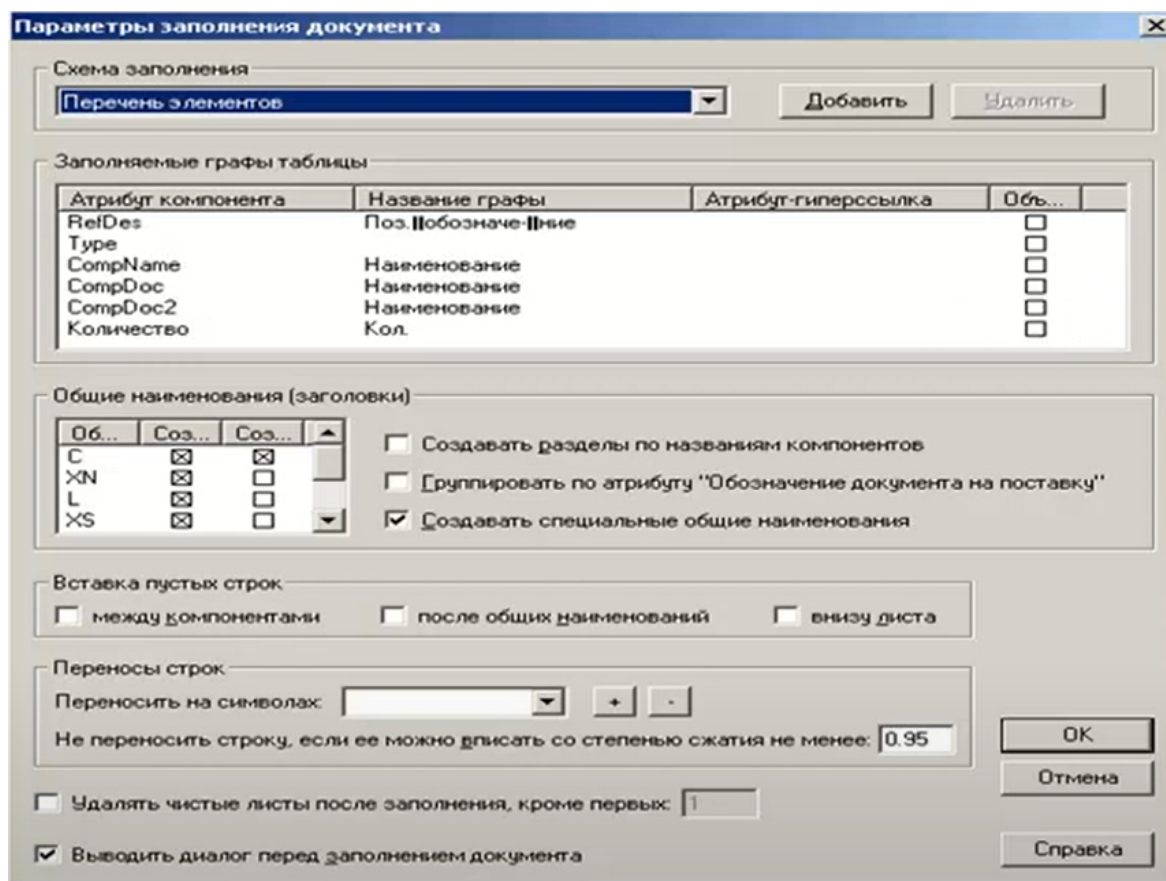 Параметры заполнения документа
Схема заполнения
Перечень элементов
Добавить
Удалить
Заполняемые графы таблицы
Атрибут компонента Название графы Атрибут-гиперссылка Объ...
RefDes Поз.||обозначе-||ние
Type
CompName Наименование
CompDoc Наименование
CompDoc2 Наименование
Количество Кол.
Общие наименования (заголовки)
Об... Соз... Соз...
C
XN
L
XS
Создавать разделы по названиям компонентов
Группировать по атрибуту "Обозначение документа на поставку"
Создавать специальные общие наименования
Вставка пустых строк
между компонентами после общих наименований внизу листа
Переносы строк
Переносить на символах: + -
Не переносить строку, если ее можно вписать со степенью сжатия не менее: 0.95
OK
Отмена
Удалять чистые листы после заполнения, кроме первых: 1
Выводить диалог перед заполнением документа
Справка